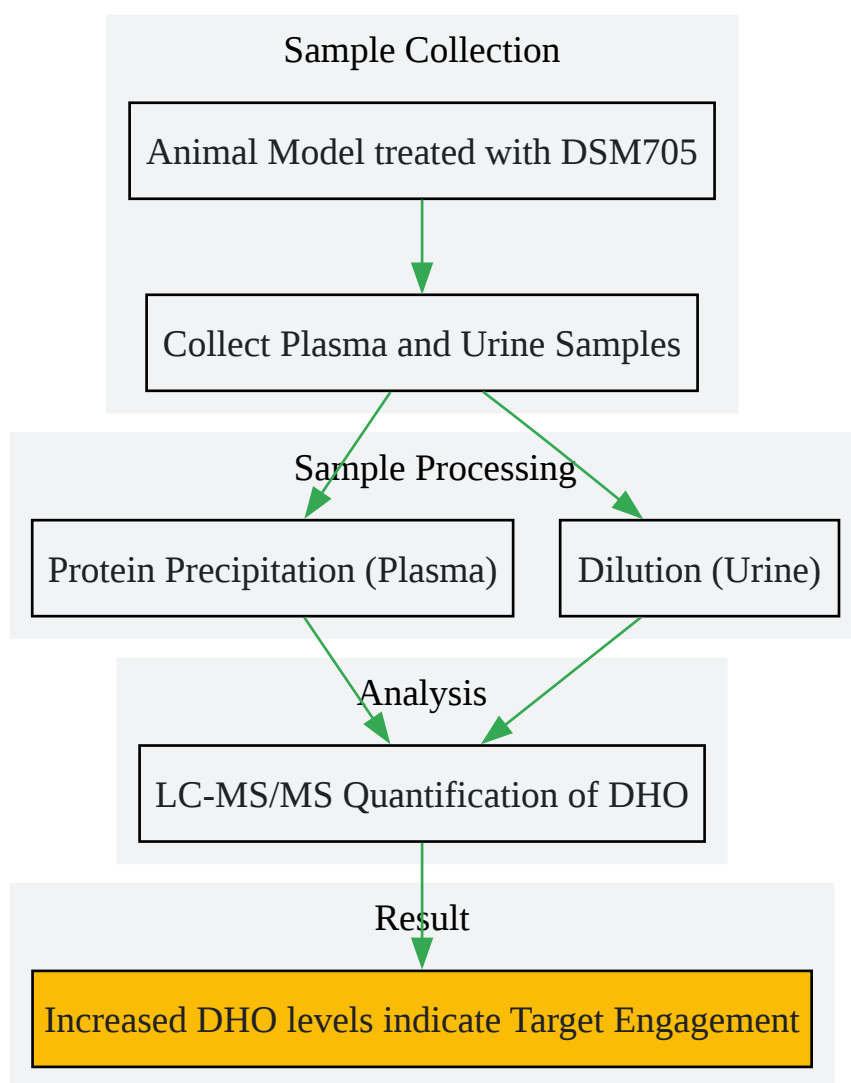 Sample Collection
Animal Model treated with DSM705
Collect Plasma and Urine Samples
Sample Processing
Protein Precipitation (Plasma)
Dilution (Urine)
Analysis
LC-MS/MS Quantification of DHO
Result
Increased DHO levels indicate Target Engagement